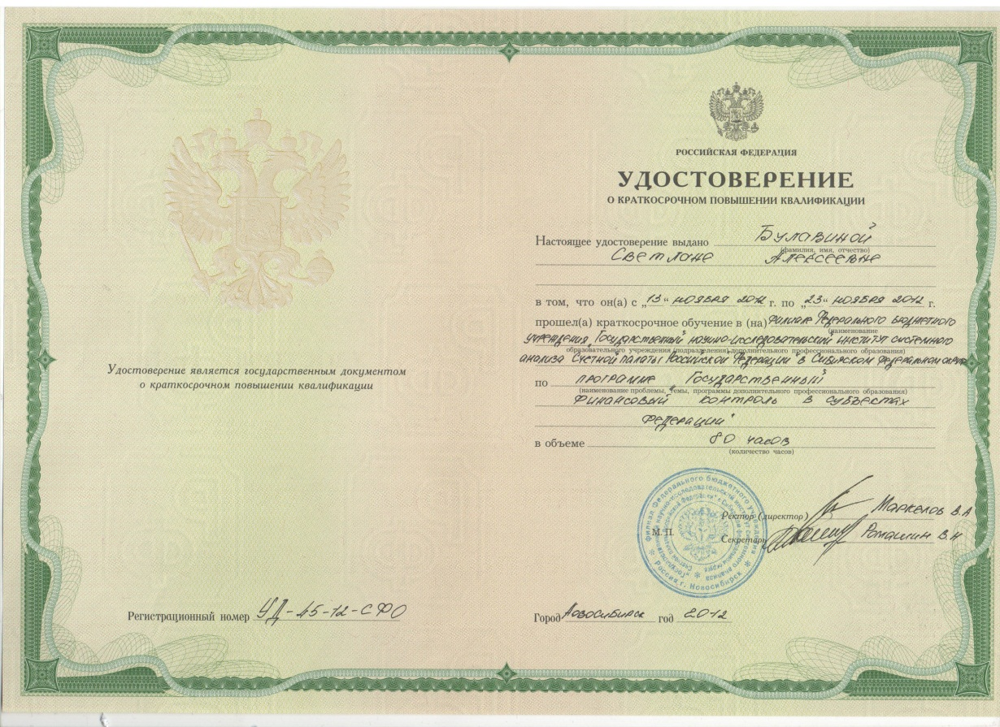 Удостоверение является государственным документом
о краткосрочном повышении квалификации
Регистрационный номер УД-45-12-СФО
РОССИЙСКАЯ ФЕДЕРАЦИЯ
УДОСТОВЕРЕНИЕ
О КРАТКОСРОЧНОМ ПОВЫШЕНИИ КВАЛИФИКАЦИИ
Настоящее удостоверение выдано Булавиной
(фамилия, имя, отчество)
Светлане Алексеевне
в том, что он(а) с „13“ ноября 2012 г. по „23“ ноября 2012 г.
прошел(а) краткосрочное обучение в (на) филиале Федерального бюджетного
(наименование
учреждения „Государственный научно-исследовательский институт системного
образовательного учреждения (подразделения) дополнительного профессионального образования)
анализа Счетной палаты Российской Федерации" в Сибирском федеральном округе
по программе „Государственный
(наименование проблемы, темы, программы дополнительного профессионального образования)
финансовый контроль в субъектах
Федерации"
в объеме 80 часов
(количество часов)
Ректор (директор) Маркелов В.А
М. П.
Секретарь Ромашин В.Н
Филиал Федерального бюджетного учреждения
Россия, г. Новосибирск
Город Новосибирск год 2012